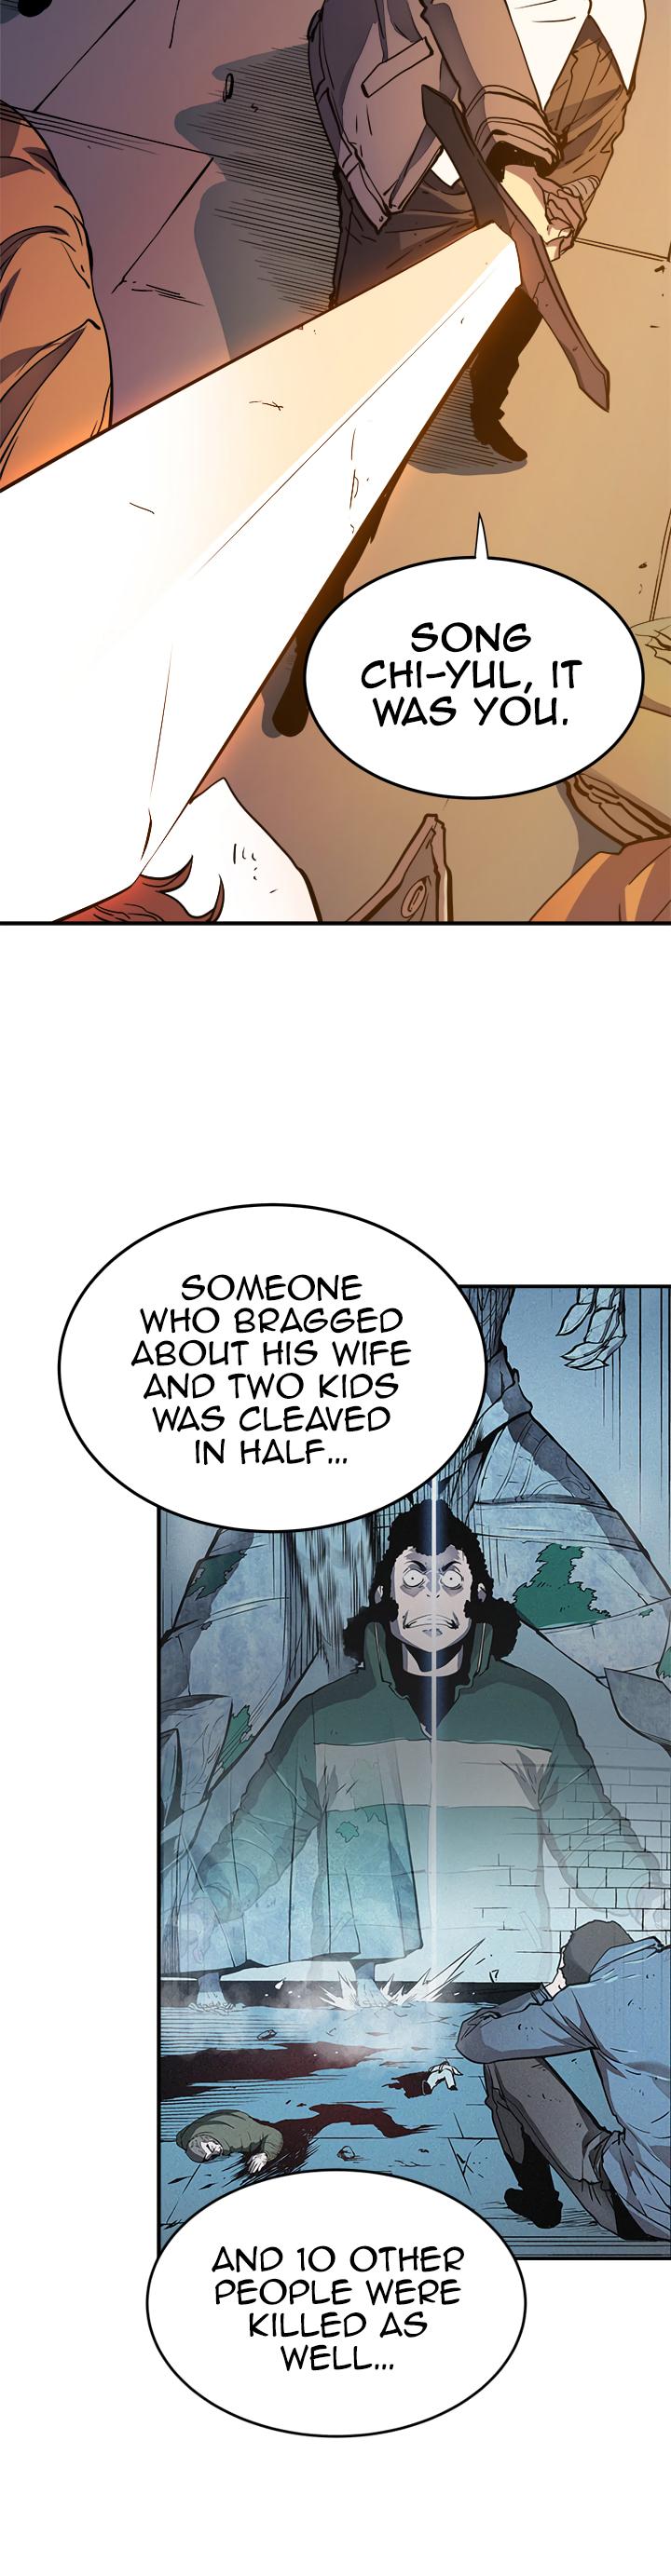 SONG
CHI-YUL, IT
WAS YOU.
SOMEONE
WHO BRAGGED
ABOUT HIS WIFE
AND TWO KIDS
WAS CLEAVED
IN HALF...
AND 10 OTHER
PEOPLE WERE
KILLED AS
WELL...